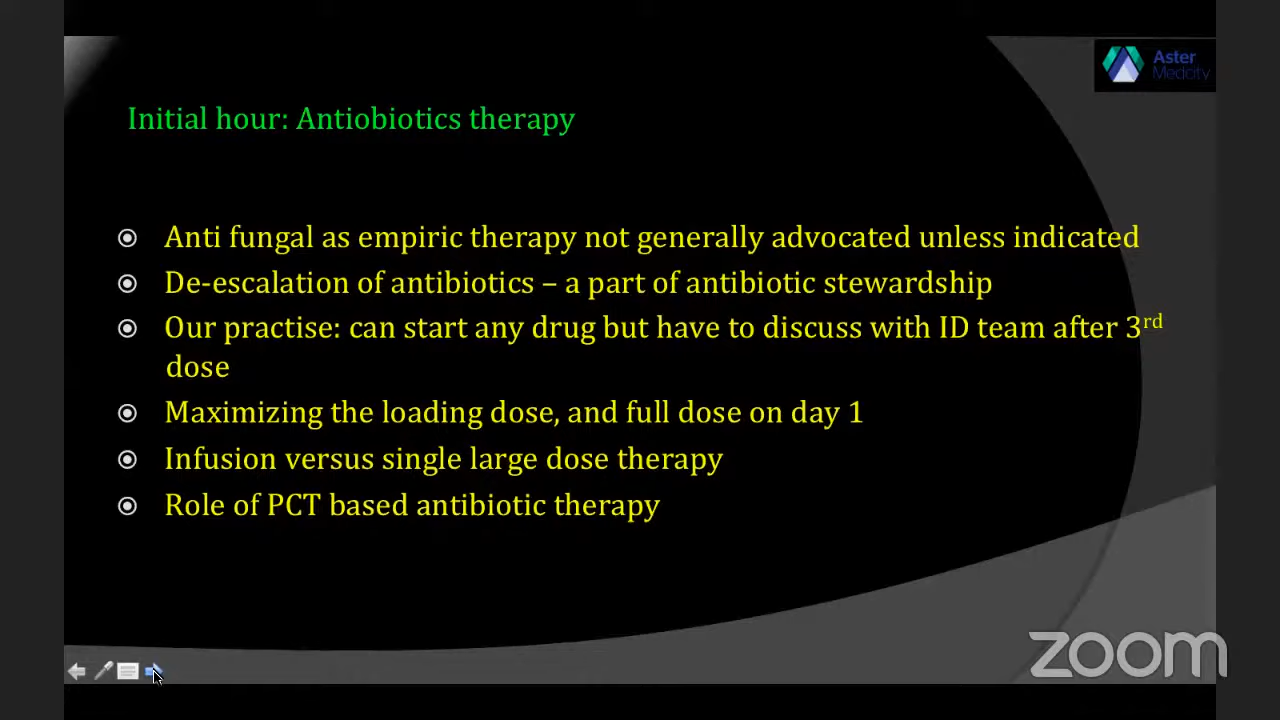 Aster
Medcity
Initial hour: Antiobiotics therapy
Anti fungal as empiric therapy not generally advocated unless indicated
De-escalation of antibiotics – a part of antibiotic stewardship
Our practise: can start any drug but have to discuss with ID team after 3rd
dose
Maximizing the loading dose, and full dose on day 1
Infusion versus single large dose therapy
Role of PCT based antibiotic therapy
zoom